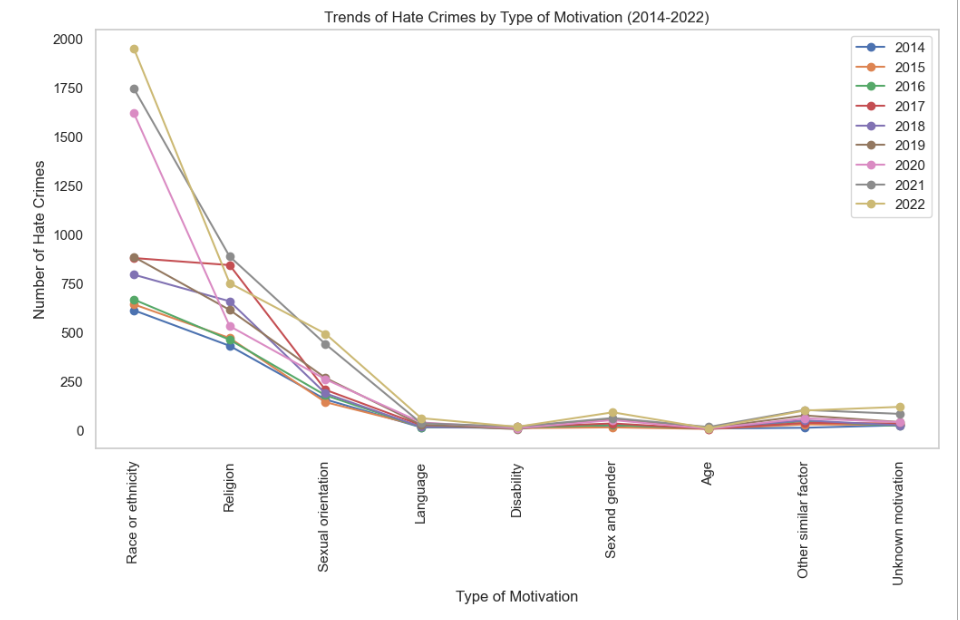 Trends of Hate Crimes by Type of Motivation (2014-2022)
2000
1750
1500
1250
1000
750
500
250
0
Number of Hate Crimes
2014
2015
2016
2017
2018
2019
2020
2021
2022
Race or ethnicity
Religion
Sexual orientation
Language
Disability
Sex and gender
Age
Other similar factor
Unknown motivation
Type of Motivation